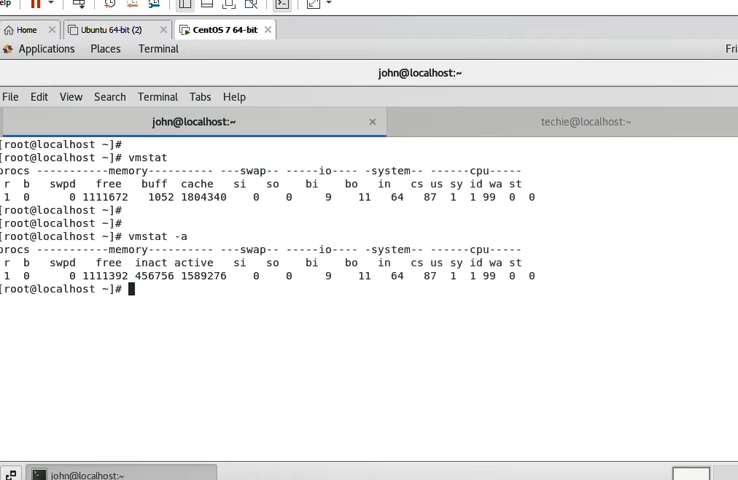 elp
Home Ubuntu 64-bit (2) CentOS 7 64-bit
Applications Places Terminal Fri
john@localhost:~
File Edit View Search Terminal Tabs Help
john@localhost:~ techie@localhost:~
[root@localhost ~]#
[root@localhost ~]# vmstat
procs -----------memory---------- ---swap-- -----io---- -system-- ------cpu-----
r b swpd free buff cache si so bi bo in cs us sy id wa st
1 0 0 1111672 1052 1804340 0 0 9 11 64 87 1 1 99 0 0
[root@localhost ~]#
[root@localhost ~]#
[root@localhost ~]# vmstat -a
procs -----------memory---------- ---swap-- -----io---- -system-- ------cpu-----
r b swpd free inact active si so bi bo in cs us sy id wa st
1 0 0 1111392 456756 1589276 0 0 9 11 64 87 1 1 99 0 0
[root@localhost ~]#
john@localhost:~